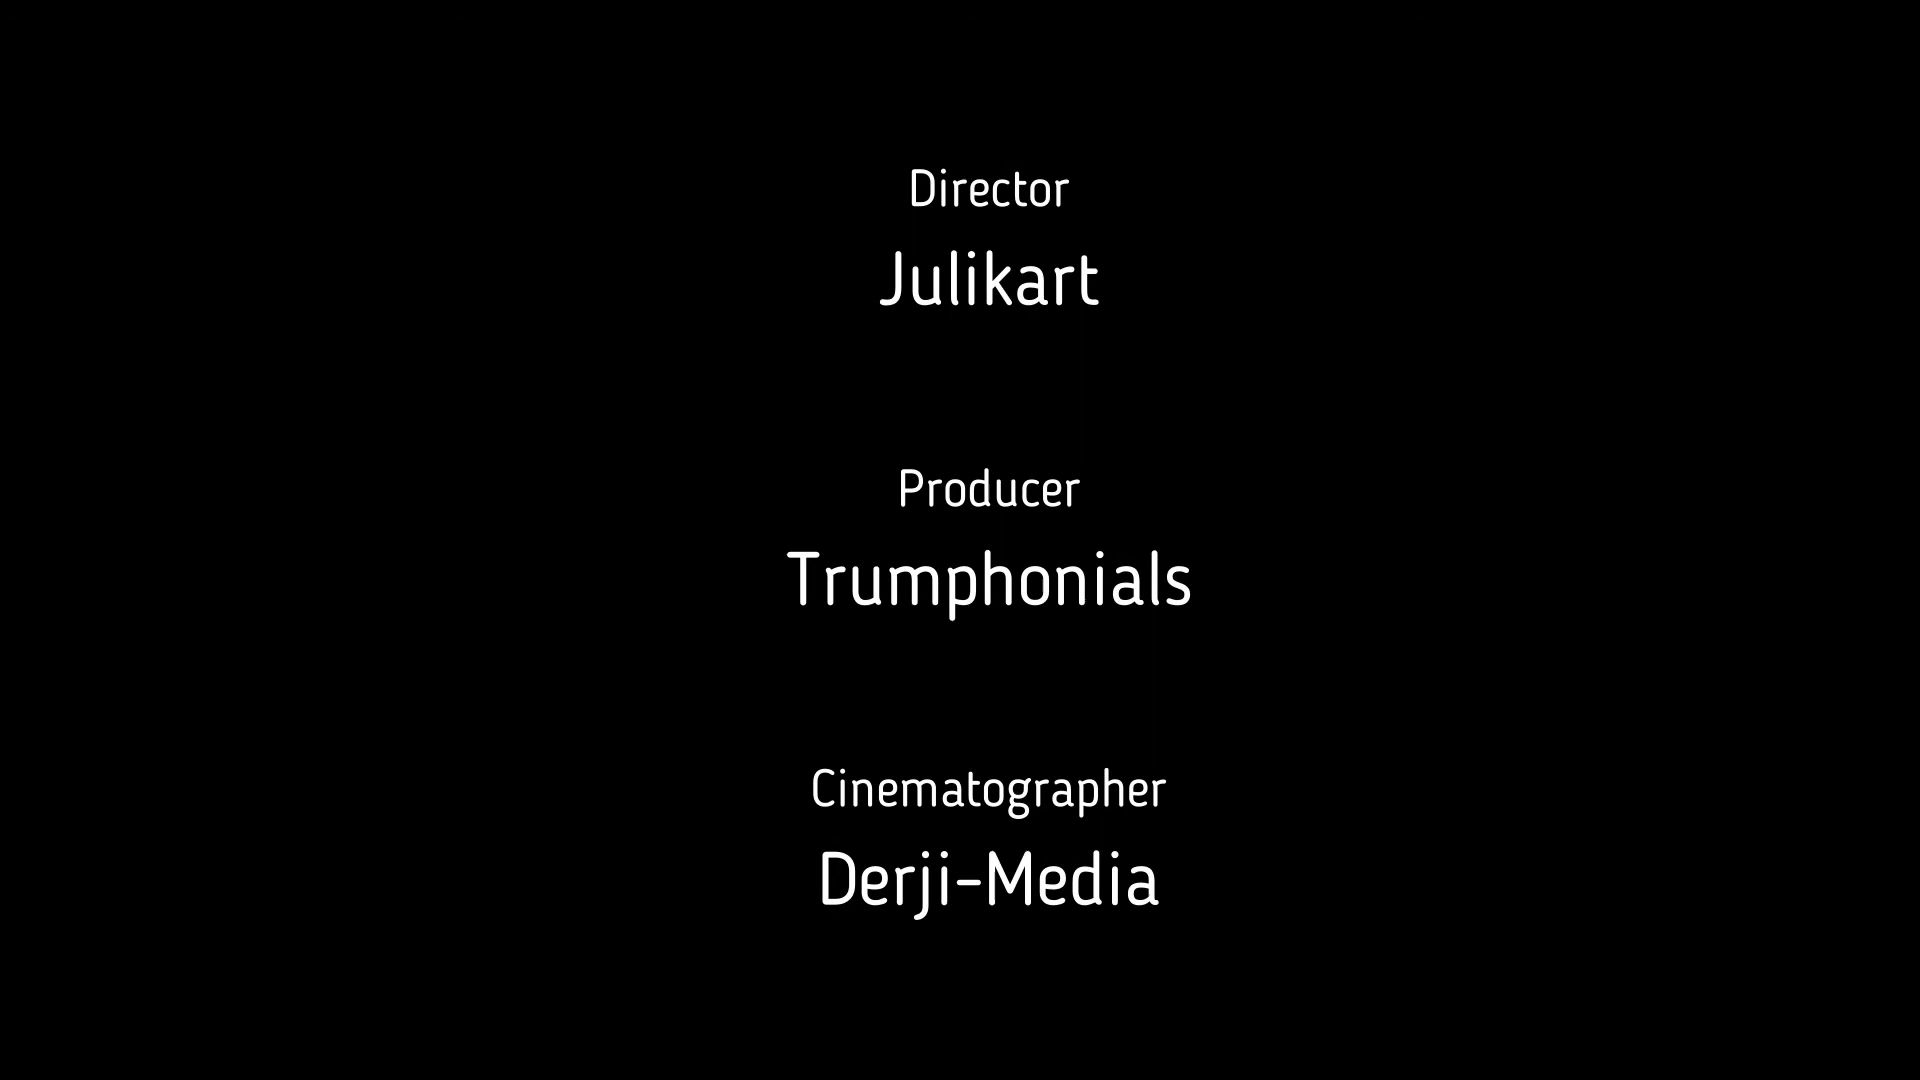 Director
Julikart
Producer
Trumphonials
Cinematographer
Derji-Media